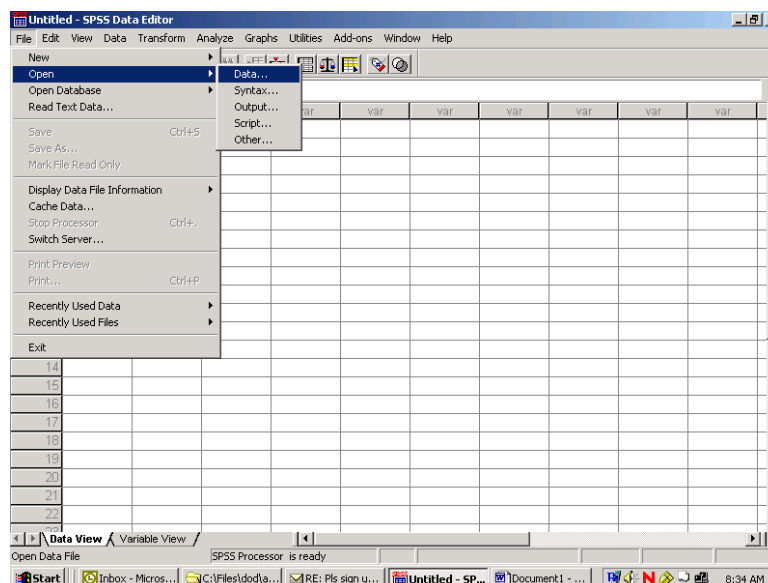 Untitled - SPSS Data Editor
File Edit View Data Transform Analyze Graphs Utilities Add-ons Window Help
New
Open
Open Database
Read Text Data...
Save Ctrl+S
Save As...
Mark File Read Only
Display Data File Information
Cache Data...
Stop Processor Ctrl+.
Switch Server...
Print Preview
Print... Ctrl+P
Recently Used Data
Recently Used Files
Exit
Data...
Syntax...
Output...
Script...
Other...
var var var var var var
14
15
16
17
18
19
20
21
22
Data View Variable View
Open Data File SPSS Processor is ready
Start Inbox - Micros... C:\Files\dod\a... RE: Pls sign u... Untitled - SP... Document1 - ... 8:34 AM